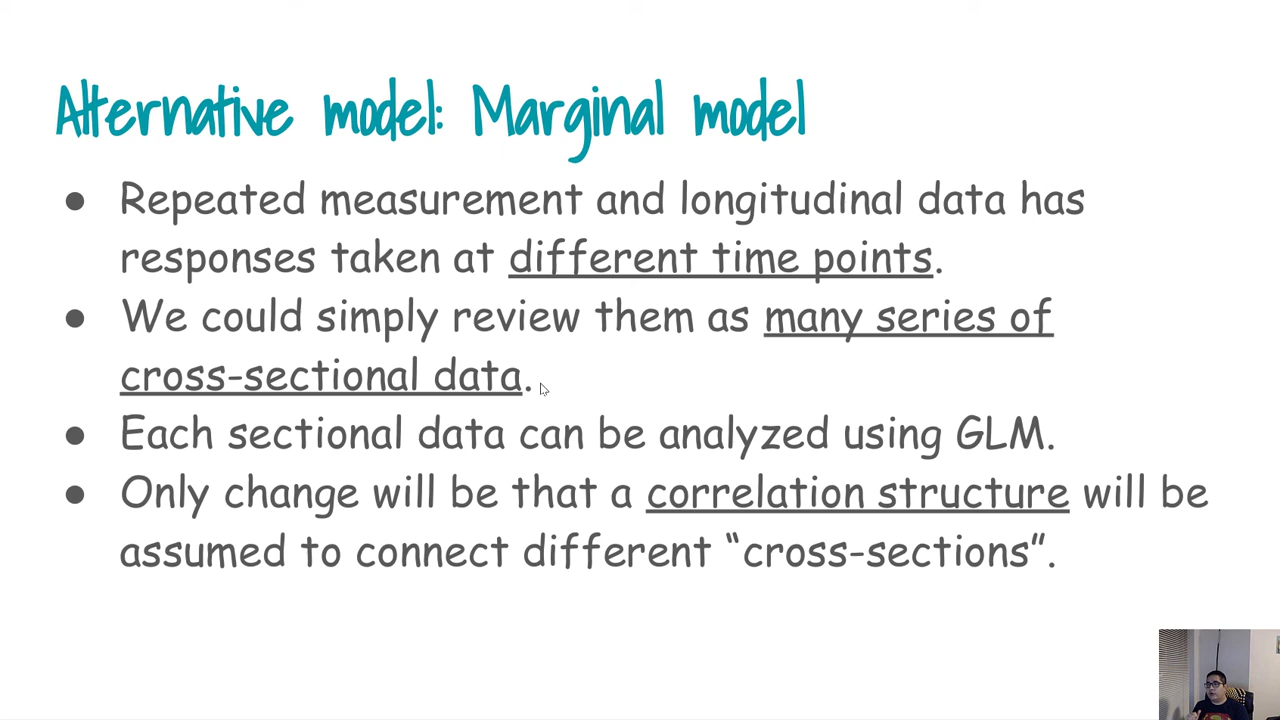 Alternative model: Marginal model
● Repeated measurement and longitudinal data has
responses taken at different time points.
● We could simply review them as many series of
cross-sectional data.
● Each sectional data can be analyzed using GLM.
● Only change will be that a correlation structure will be
assumed to connect different “cross-sections”.